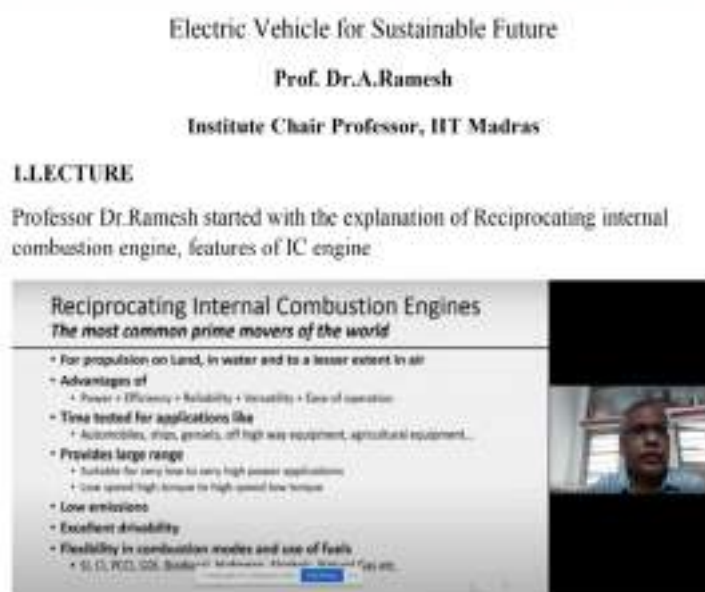 Electric Vehicle for Sustainable Future
Prof. Dr.A.Ramesh
Institute Chair Professor, IIT Madras
1.LECTURE
Professor Dr.Ramesh started with the explanation of Reciprocating internal
combustion engine, features of IC engine
Reciprocating Internal Combustion Engines
The most common prime movers of the world
• For propulsion on Land, in water and to a lesser extent in air
• Advantages of
• Power • Efficiency • Reliability • Versatility • Ease of operation
• Time tested for applications like
• Automobiles, ships, gensets, off high way equipment, agricultural equipment...
• Provides large range
• Suitable for very low to very high power applications
• Low speed high torque to high speed low torque
• Low emissions
• Excellent drivability
• Flexibility in combustion modes and use of fuels
• SI, CI, PCCI, GDI, Gas etc.